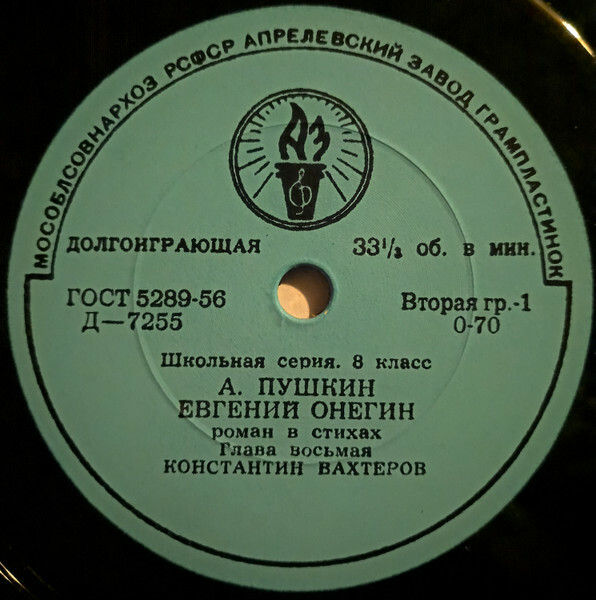 МОСОБЛСОВНАРХОЗ РСФСР АПРЕЛЕВСКИЙ ЗАВОД ГРАМПЛАСТИНОК
АЗ
ДОЛГОИГРАЮЩАЯ 33⅓ об. в мин.
ГОСТ 5289-56 Вторая гр.-1
Д—7255 0-70
Школьная серия. 8 класс
А. ПУШКИН
ЕВГЕНИЙ ОНЕГИН
роман в стихах
Глава восьмая
КОНСТАНТИН ВАХТЕРОВ